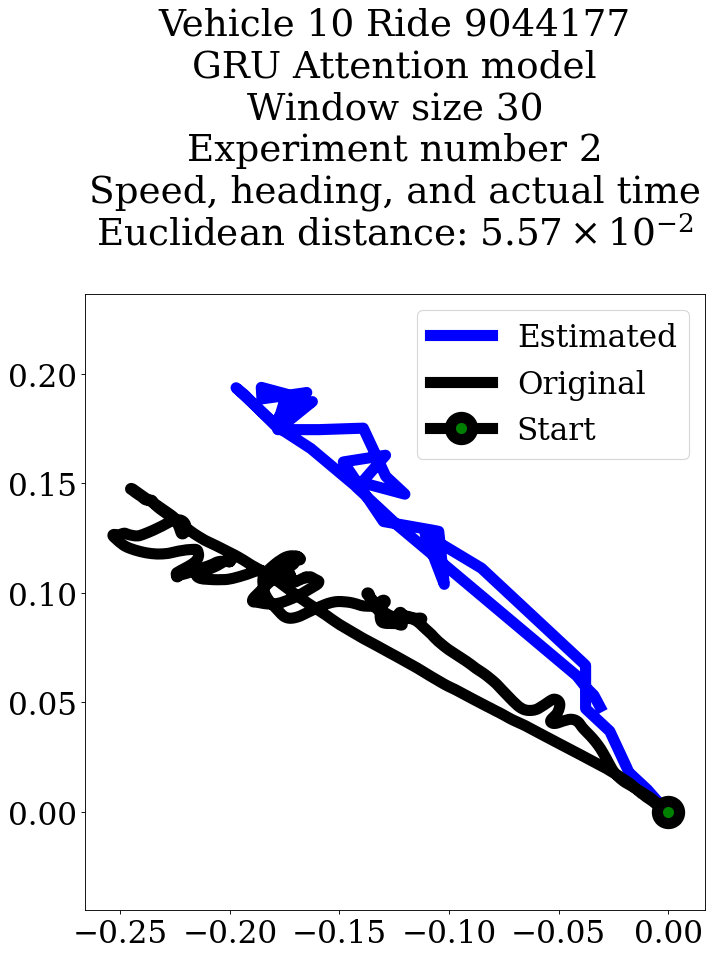 Vehicle 10 Ride 9044177
GRU Attention model
Window size 30
Experiment number 2
Speed, heading, and actual time
Euclidean distance: 5.57 × 10⁻²
Estimated
Original
Start
0.20
0.15
0.10
0.05
0.00
−0.25 −0.20 −0.15 −0.10 −0.05 0.00